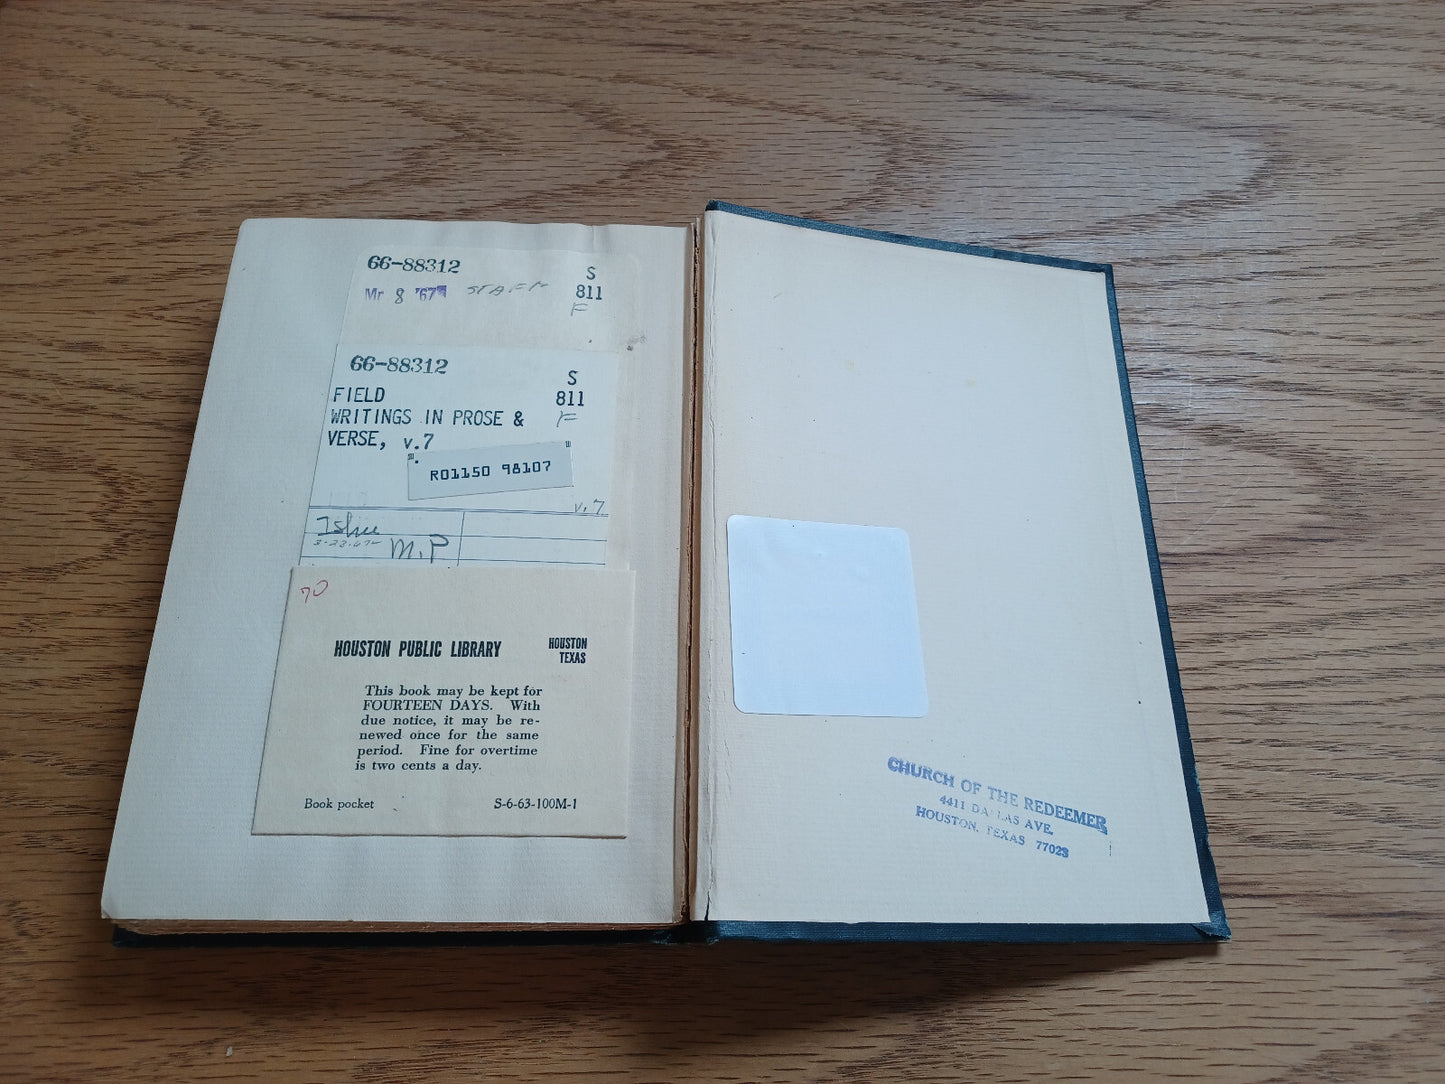 66-88312
S
Mr 8 '67 STAFF 811
F
66-88312
S
FIELD 811
WRITINGS IN PROSE & F
VERSE, v.7
R01150 98107
v.7
M.P
70
HOUSTON PUBLIC LIBRARY HOUSTON
TEXAS
This book may be kept for
FOURTEEN DAYS. With
due notice, it may be re-
newed once for the same
period. Fine for overtime
is two cents a day.
Book pocket S-6-63-100M-1
CHURCH OF THE REDEEMER
4411 DALLAS AVE.
HOUSTON, TEXAS 77023